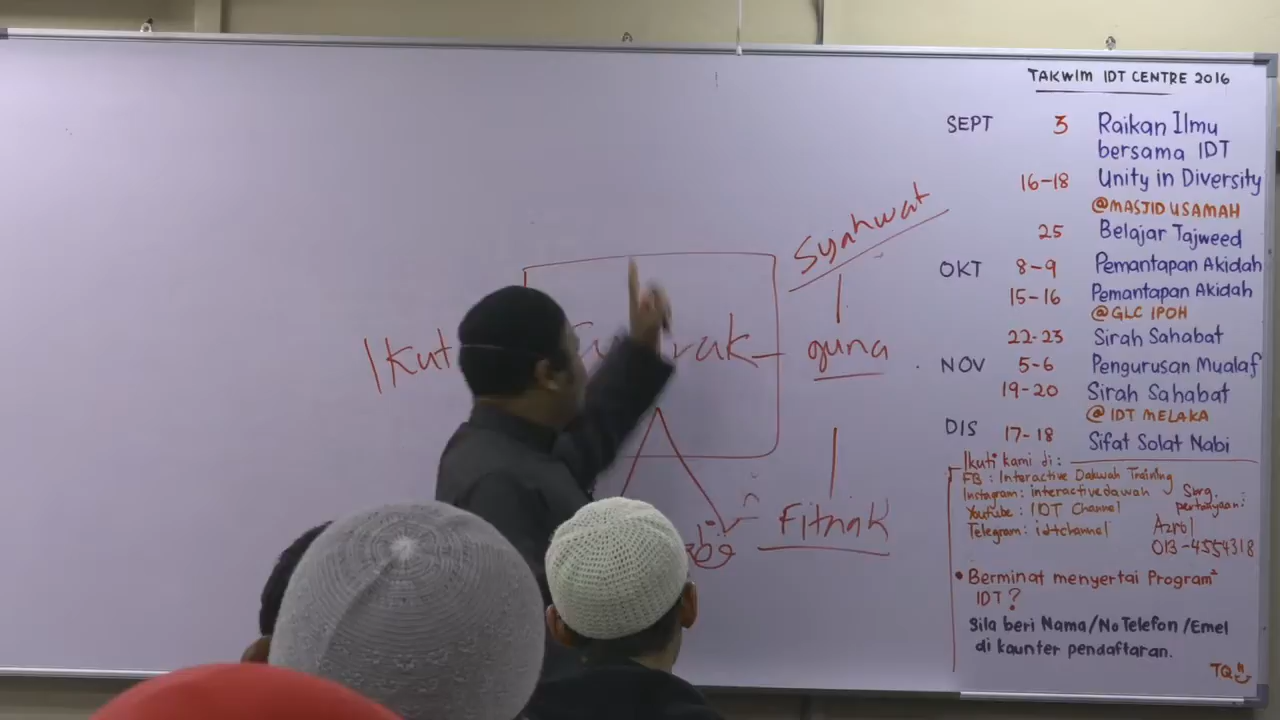 TAKWIM IDT CENTRE 2016
SEPT 3 Raikan Ilmu
bersama IDT
16-18 Unity in Diversity
@MASJID USAMAH
25 Belajar Tajweed
OKT 8-9 Pemantapan Akidah
15-16 Pemantapan Akidah
@GLC IPOH
22-23 Sirah Sahabat
NOV 5-6 Pengurusan Mualaf
19-20 Sirah Sahabat
@ IDT MELAKA
DIS 17-18 Sifat Solat Nabi
Ikuti kami di:
FB: Interactive Dakwah Training
Instagram: interactivedawah
Youtube: IDT Channel
Telegram: idtchannel
Sbrg.
pertanyaan:
Azrol
013-4554318
• Berminat menyertai Program²
IDT?
Sila beri Nama/No Telefon/Emel
di kaunter pendaftaran.
TQ
Syahwat
Ikut
guna
Fitnah